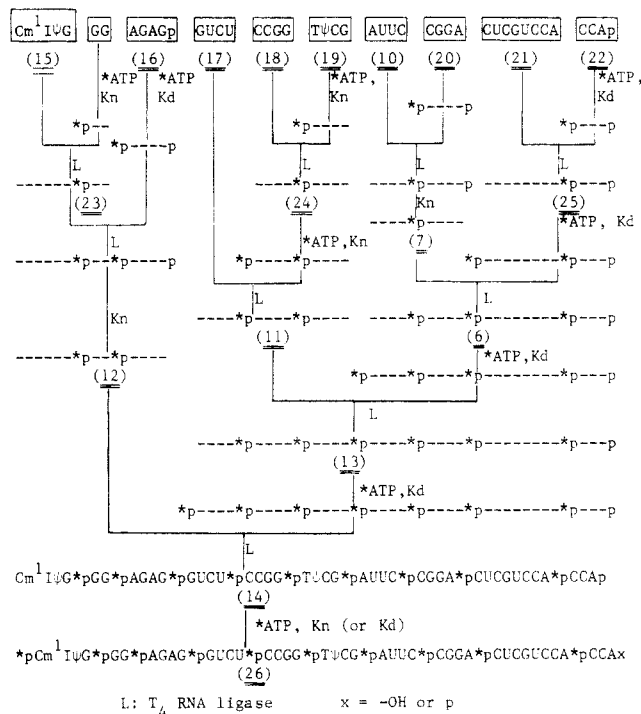 Cm¹IψG GG AGAGp GUCU CCGG TψCG AUUC CGGA CUCGUCCA CCAp
(15) (16) (17) (18) (19) (10) (20) (21) (22)
*ATP *ATP *ATP, *ATP,
Kn Kd Kn Kd
*p---- *p----p
*p---- *p----p *p---- *p----p
L L L L
-----*p---- -----*p---- -----*p----p -----*p----p
(23) (24) Kn (25)
*p----
(7)
L *ATP,Kn *ATP, Kd
-----*p----*p-----p *p-----*p----- *p-----*p----p
Kn L L
-----*p-----*p----- -----*p-----*p----- -----*p-----*p-----*p----p
(12) (11) (6)
*ATP,Kd
*p-----*p-----*p-----*p---p
L
-----*p-----*p-----*p-----*p-----*p-----*p---p
(13)
*ATP,Kd
*p-----*p-----*p-----*p-----*p-----*p-----*p---p
L
Cm¹IψG*pGG*pAGAG*pGUCU*pCCGG*pTψCG*pAUUC*pCGGA*pCUCGUCCA*pCCAp
(14)
*ATP, Kn (or Kd)
*pCm¹IψG*pGG*pAGAG*pGUCU*pCCGG*pTψCG*pAUUC*pCGGA*pCUCGUCCA*pCCAx
(26)
L: T₄ RNA ligase x = -OH or p